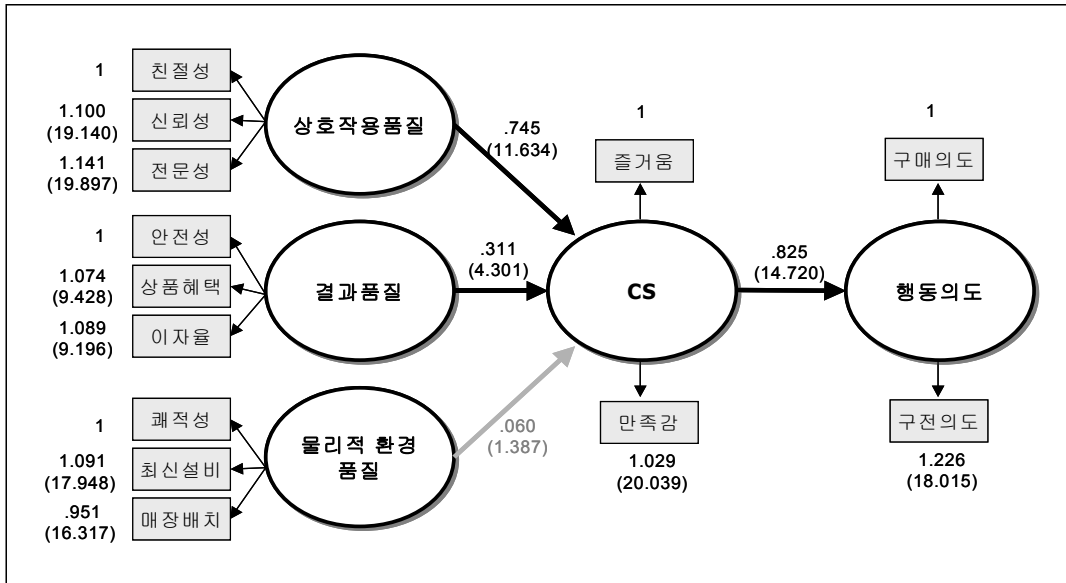 1
친절성
1.100
(19.140)
신뢰성
1.141
(19.897)
전문성
상호작용품질
.745
(11.634)
1
안전성
1.074
(9.428)
상품혜택
1.089
(9.196)
이자율
결과품질
.311
(4.301)
1
쾌적성
1.091
(17.948)
최신설비
.951
(16.317)
매장배치
물리적 환경
품질
.060
(1.387)
1
즐거움
CS
만족감
1.029
(20.039)
.825
(14.720)
1
구매의도
행동의도
구전의도
1.226
(18.015)